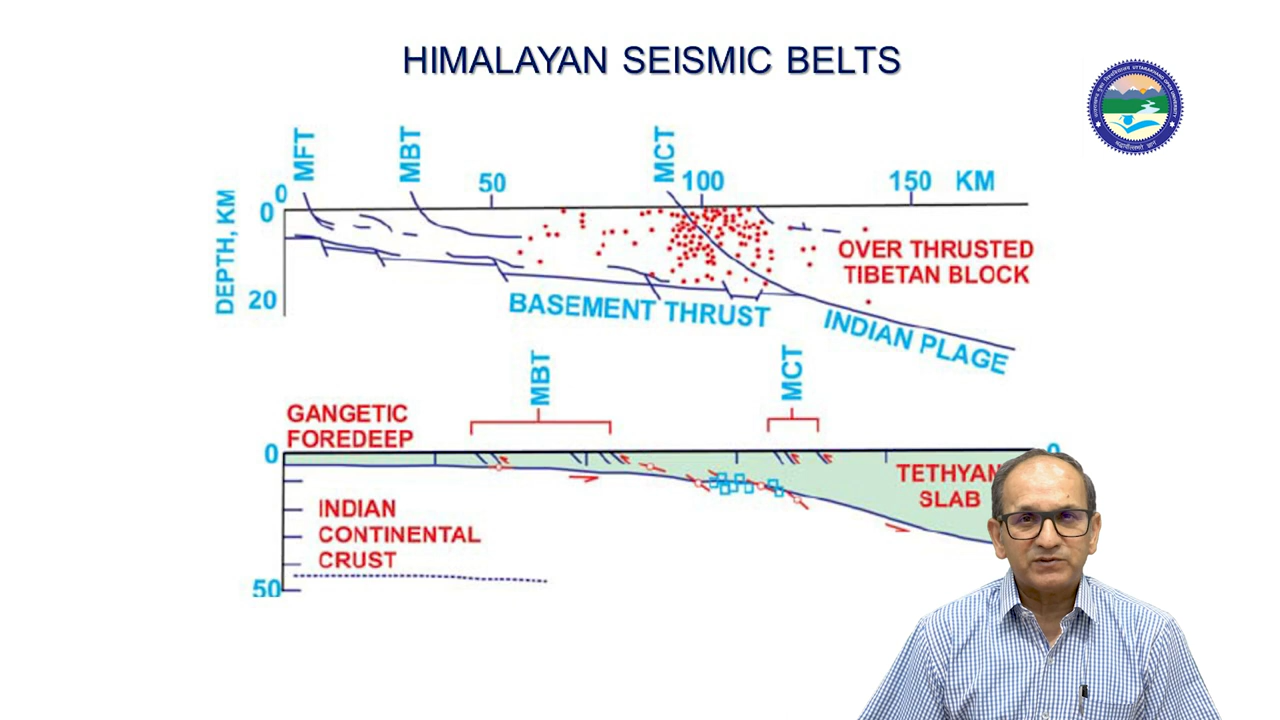 HIMALAYAN SEISMIC BELTS
MFT
MBT
MCT
0
50
100
150 KM
0
DEPTH, KM
20
OVER THRUSTED
TIBETAN BLOCK
BASEMENT THRUST
INDIAN PLAGE
MBT
MCT
GANGETIC
FOREDEEP
0
0
TETHYAN
SLAB
INDIAN
CONTINENTAL
CRUST
50